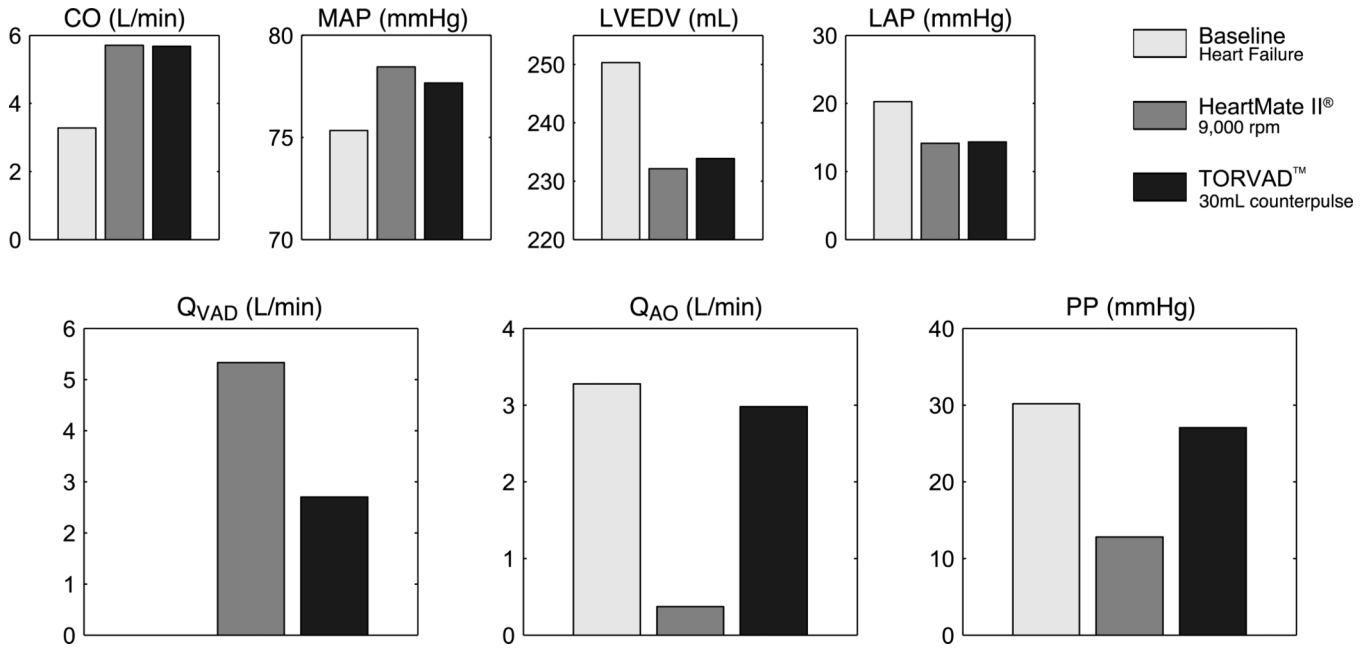 CO (L/min)
6
4
2
0
MAP (mmHg)
80
75
70
LVEDV (mL)
250
240
230
220
LAP (mmHg)
30
20
10
0
Baseline
Heart Failure
HeartMate II®
9,000 rpm
TORVAD™
30mL counterpulse
QVAD (L/min)
6
5
4
3
2
1
0
QAO (L/min)
4
3
2
1
0
PP (mmHg)
40
30
20
10
0